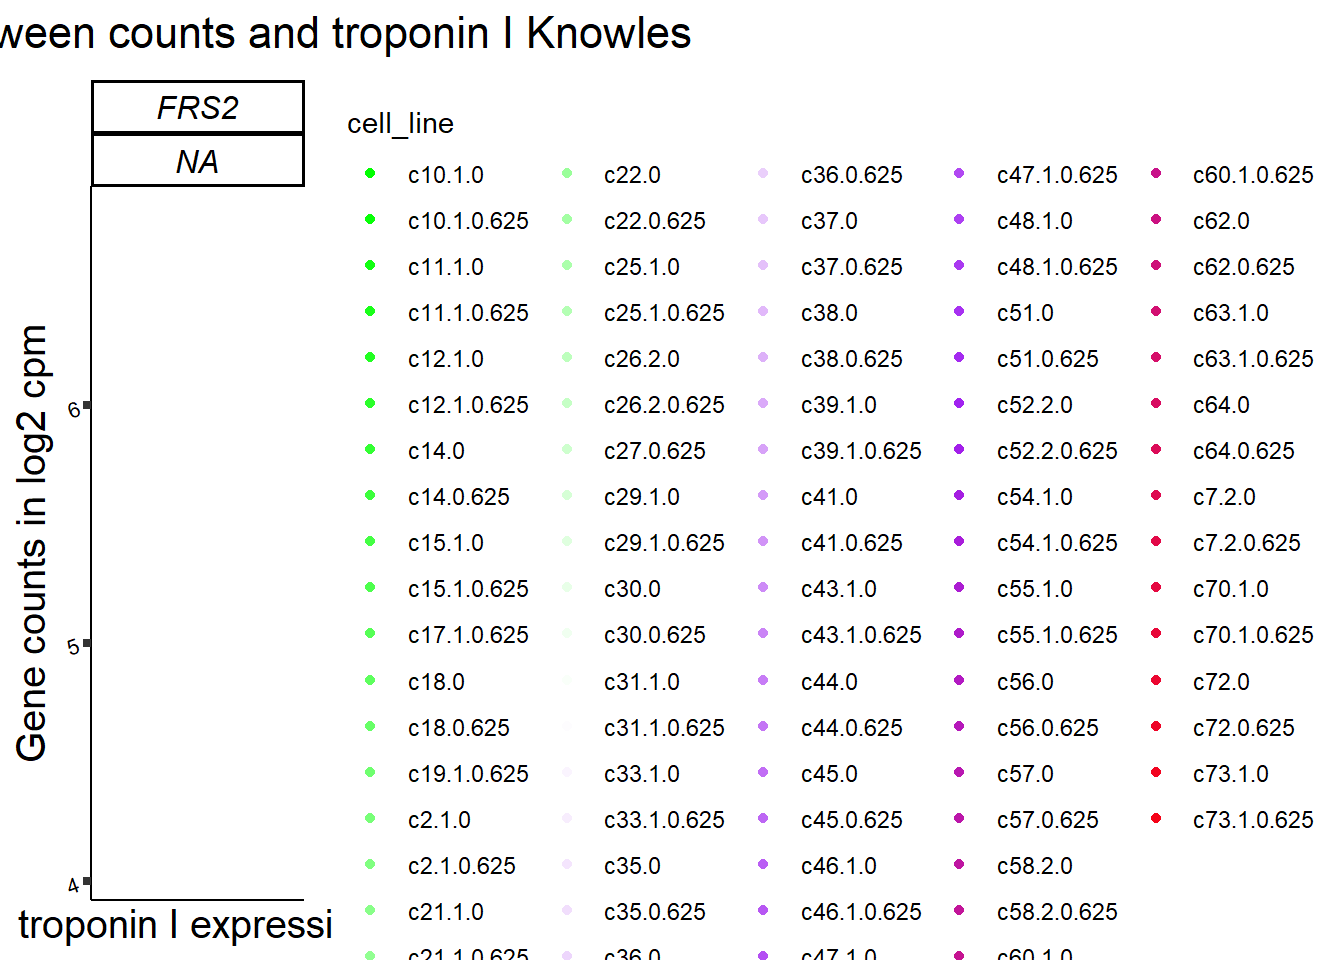 ween counts and troponin I Knowles
FRS2
NA
Gene counts in log2 cpm
6
5
4
troponin I expressi
cell_line
c10.1.0
c10.1.0.625
c11.1.0
c11.1.0.625
c12.1.0
c12.1.0.625
c14.0
c14.0.625
c15.1.0
c15.1.0.625
c17.1.0.625
c18.0
c18.0.625
c19.1.0.625
c2.1.0
c2.1.0.625
c21.1.0
c21.1.0.625
c22.0
c22.0.625
c25.1.0
c25.1.0.625
c26.2.0
c26.2.0.625
c27.0.625
c29.1.0
c29.1.0.625
c30.0
c30.0.625
c31.1.0
c31.1.0.625
c33.1.0
c33.1.0.625
c35.0
c35.0.625
c36.0
c36.0.625
c37.0
c37.0.625
c38.0
c38.0.625
c39.1.0
c39.1.0.625
c41.0
c41.0.625
c43.1.0
c43.1.0.625
c44.0
c44.0.625
c45.0
c45.0.625
c46.1.0
c46.1.0.625
c47.1.0
c47.1.0.625
c48.1.0
c48.1.0.625
c51.0
c51.0.625
c52.2.0
c52.2.0.625
c54.1.0
c54.1.0.625
c55.1.0
c55.1.0.625
c56.0
c56.0.625
c57.0
c57.0.625
c58.2.0
c58.2.0.625
c60.1.0
c60.1.0.625
c62.0
c62.0.625
c63.1.0
c63.1.0.625
c64.0
c64.0.625
c7.2.0
c7.2.0.625
c70.1.0
c70.1.0.625
c72.0
c72.0.625
c73.1.0
c73.1.0.625